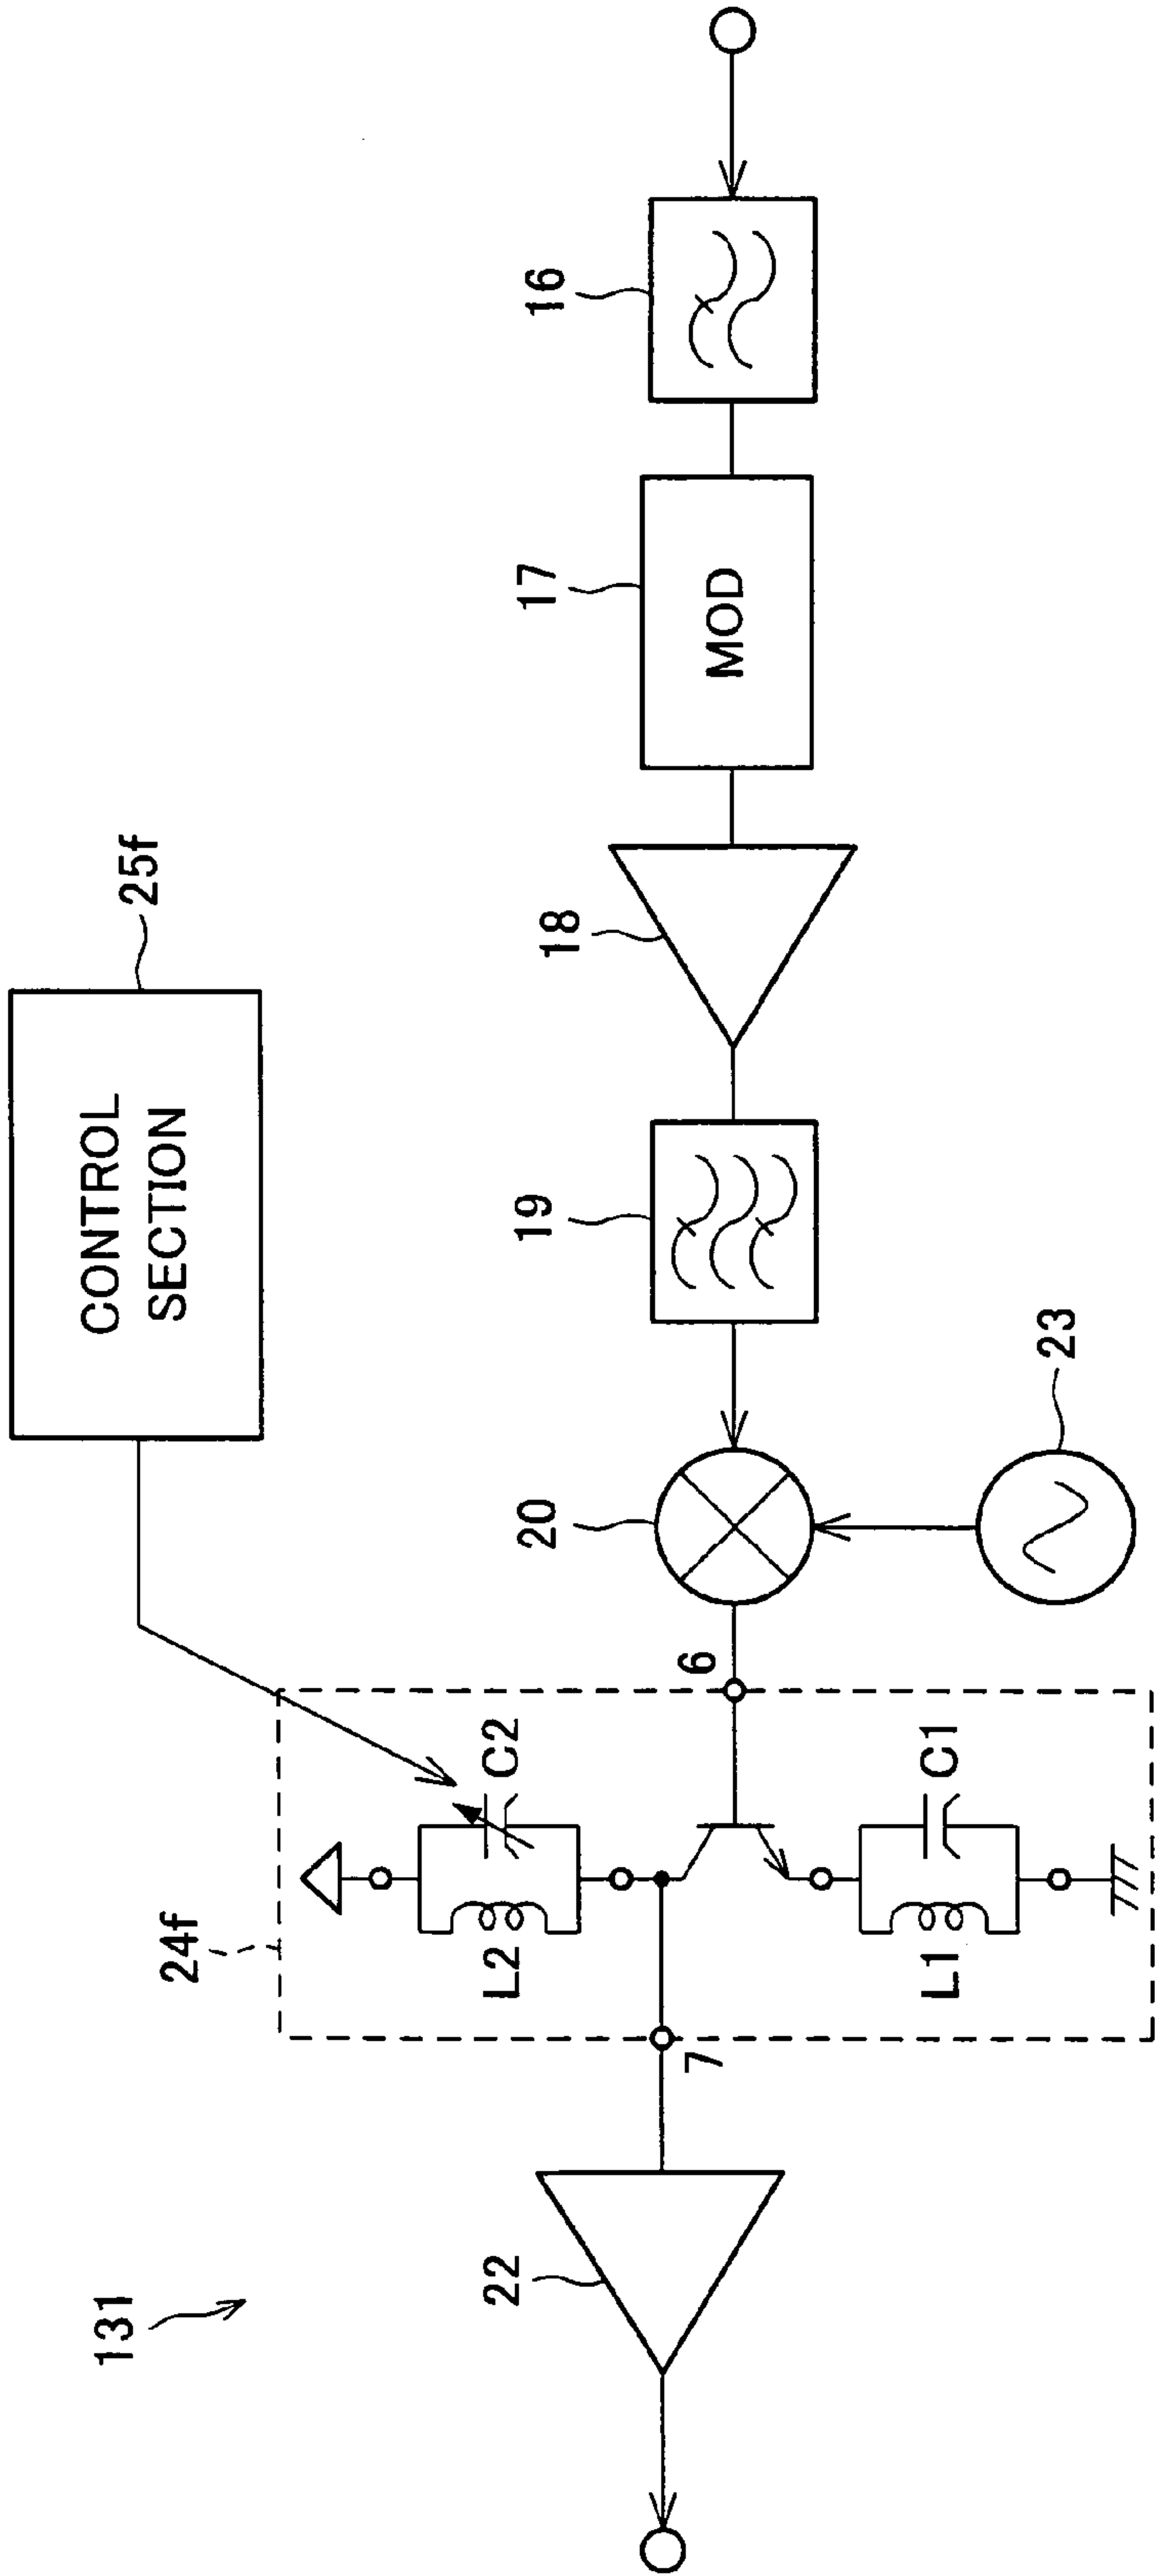 131
22
7
24f
L2
C2
L1
C1
6
20
23
CONTROL
SECTION
25f
19
18
17
MOD
16